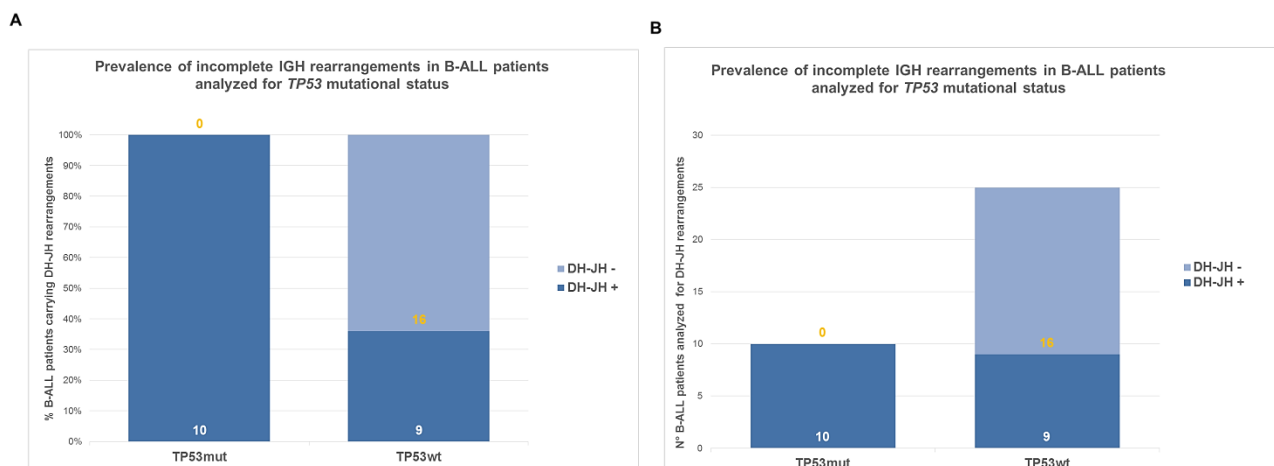 A
Prevalence of incomplete IGH rearrangements in B-ALL patients
analyzed for TP53 mutational status
% B-ALL patients carrying DH-JH rearrangements
100%
90%
80%
70%
60%
50%
40%
30%
20%
10%
0%
0
10
16
9
TP53mut
TP53wt
DH-JH -
DH-JH +
B
Prevalence of incomplete IGH rearrangements in B-ALL patients
analyzed for TP53 mutational status
N° B-ALL patients analyzed for DH-JH rearrangements
30
25
20
15
10
5
0
0
10
16
9
TP53mut
TP53wt
DH-JH -
DH-JH +